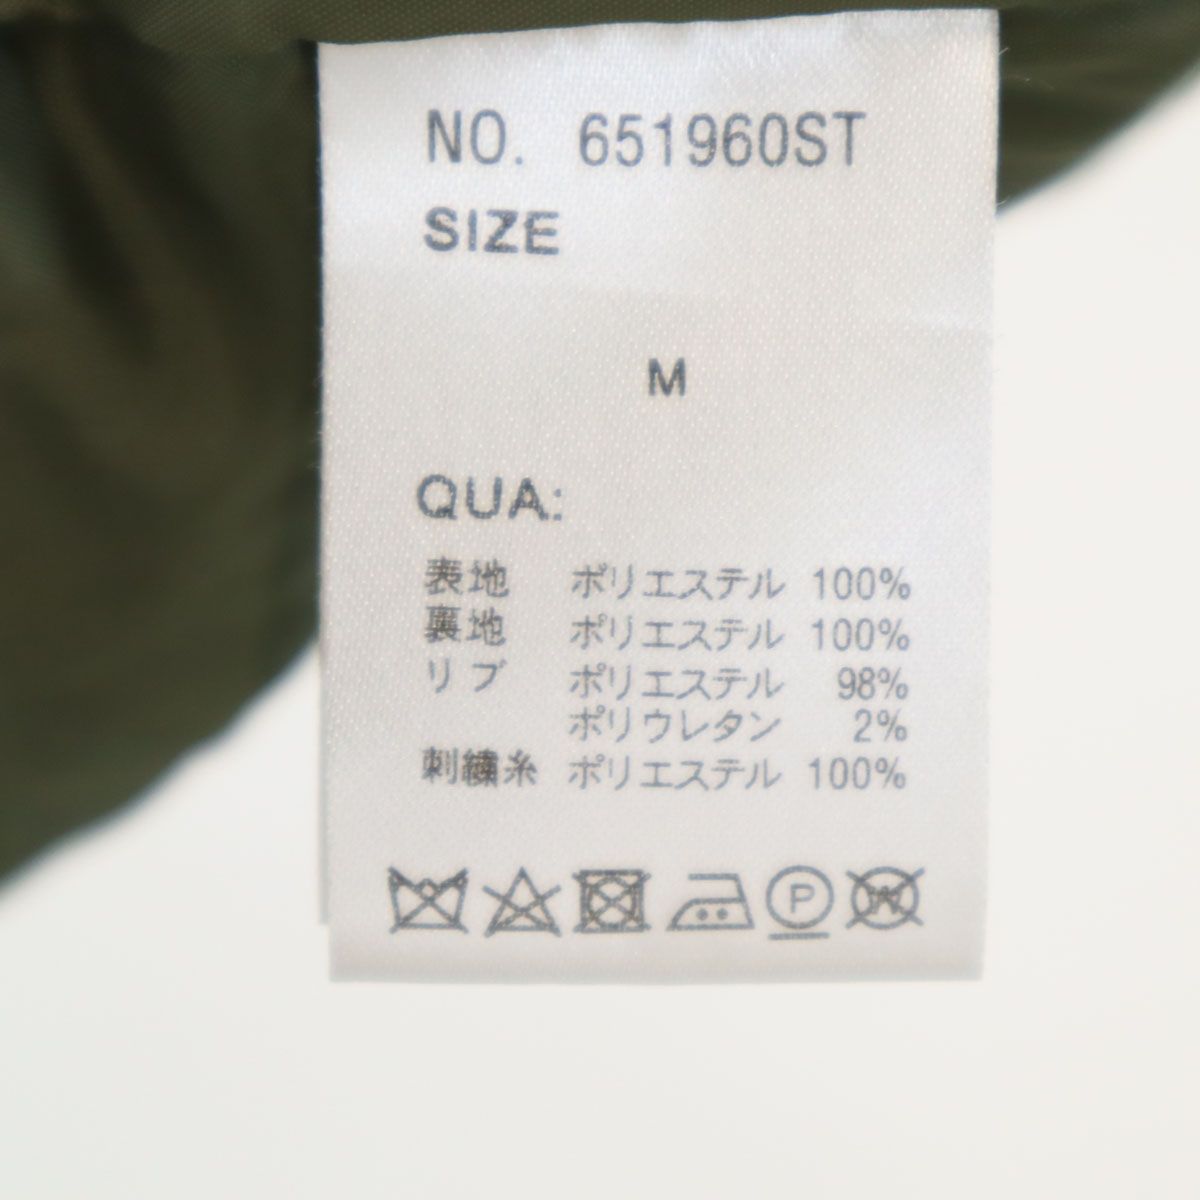 NO. 651960ST
SIZE
M
QUA:
表地 ポリエステル 100%
裏地 ポリエステル 100%
リブ ポリエステル 98%
ポリウレタン 2%
刺繍糸 ポリエステル 100%
P W